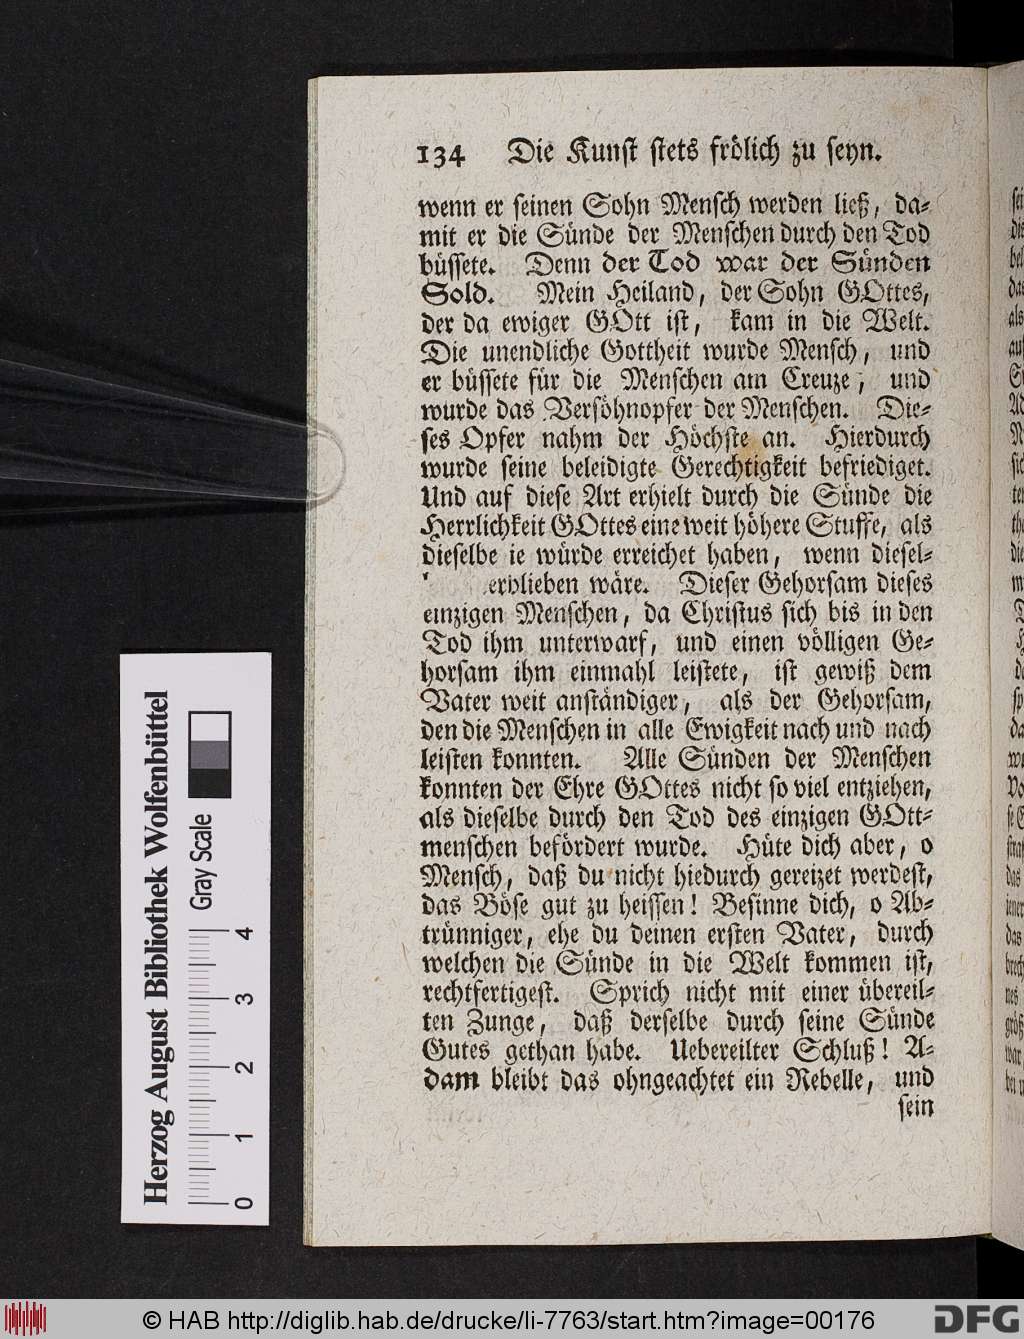 134 Die Kunst stets frölich zu seyn.
wenn er seinen Sohn Mensch werden ließ, da-
mit er die Sünde der Menschen durch den Tod
büssete. Denn der Tod war der Sünden
Sold. Mein Heiland, der Sohn GOttes,
der da ewiger GOtt ist, kam in die Welt.
Die unendliche Gottheit wurde Mensch, und
er büssete für die Menschen am Creuze, und
wurde das Versöhnopfer der Menschen. Die-
ses Opfer nahm der Höchste an. Hierdurch
wurde seine beleidigte Gerechtigkeit befriediget.
Und auf diese Art erhielt durch die Sünde die
Herrlichkeit GOttes eine weit höhere Stuffe, als
dieselbe ie würde erreichet haben, wenn diesel-
erblieben wäre. Dieser Gehorsam dieses
einzigen Menschen, da Christus sich bis in den
Tod ihm unterwarf, und einen völligen Ge-
horsam ihm einmahl leistete, ist gewiß dem
Vater weit anständiger, als der Gehorsam,
den die Menschen in alle Ewigkeit nach und nach
leisten konnten. Alle Sünden der Menschen
konnten der Ehre GOttes nicht so viel entziehen,
als dieselbe durch den Tod des einzigen GOtt-
menschen befördert wurde. Hüte dich aber, o
Mensch, daß du nicht hiedurch gereizet werdest,
das Böse gut zu heissen! Besinne dich, o Ab-
trünniger, ehe du deinen ersten Vater, durch
welchen die Sünde in die Welt kommen ist,
rechtfertigest. Sprich nicht mit einer übereil-
ten Zunge, daß derselbe durch seine Sünde
Gutes gethan habe. Uebereilter Schluß! A-
dam bleibt das ohngeachtet ein Rebelle, und
sein
Herzog August Bibliothek Wolfenbüttel
Gray Scale
0 1 2 3 4
© HAB http://diglib.hab.de/drucke/li-7763/start.htm?image=00176
DFG